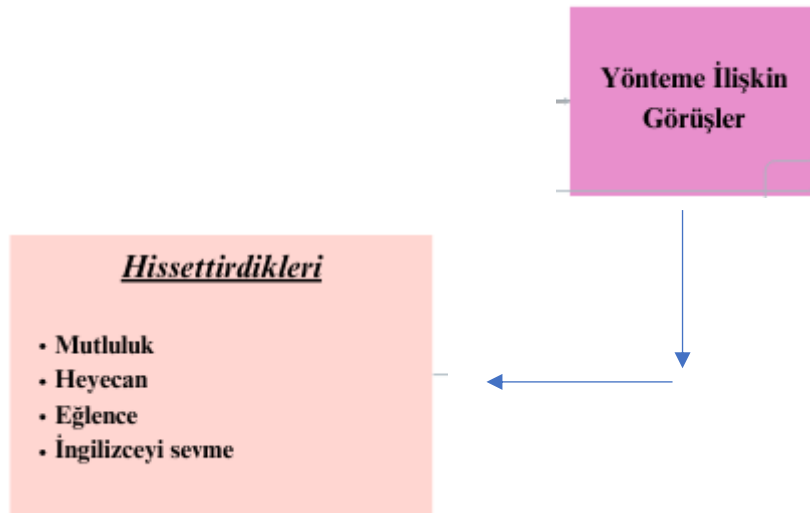 Yönteme İlişkin
Görüşler
Hissettirdikleri
• Mutluluk
• Heyecan
• Eğlence
• İngilizceyi sevme